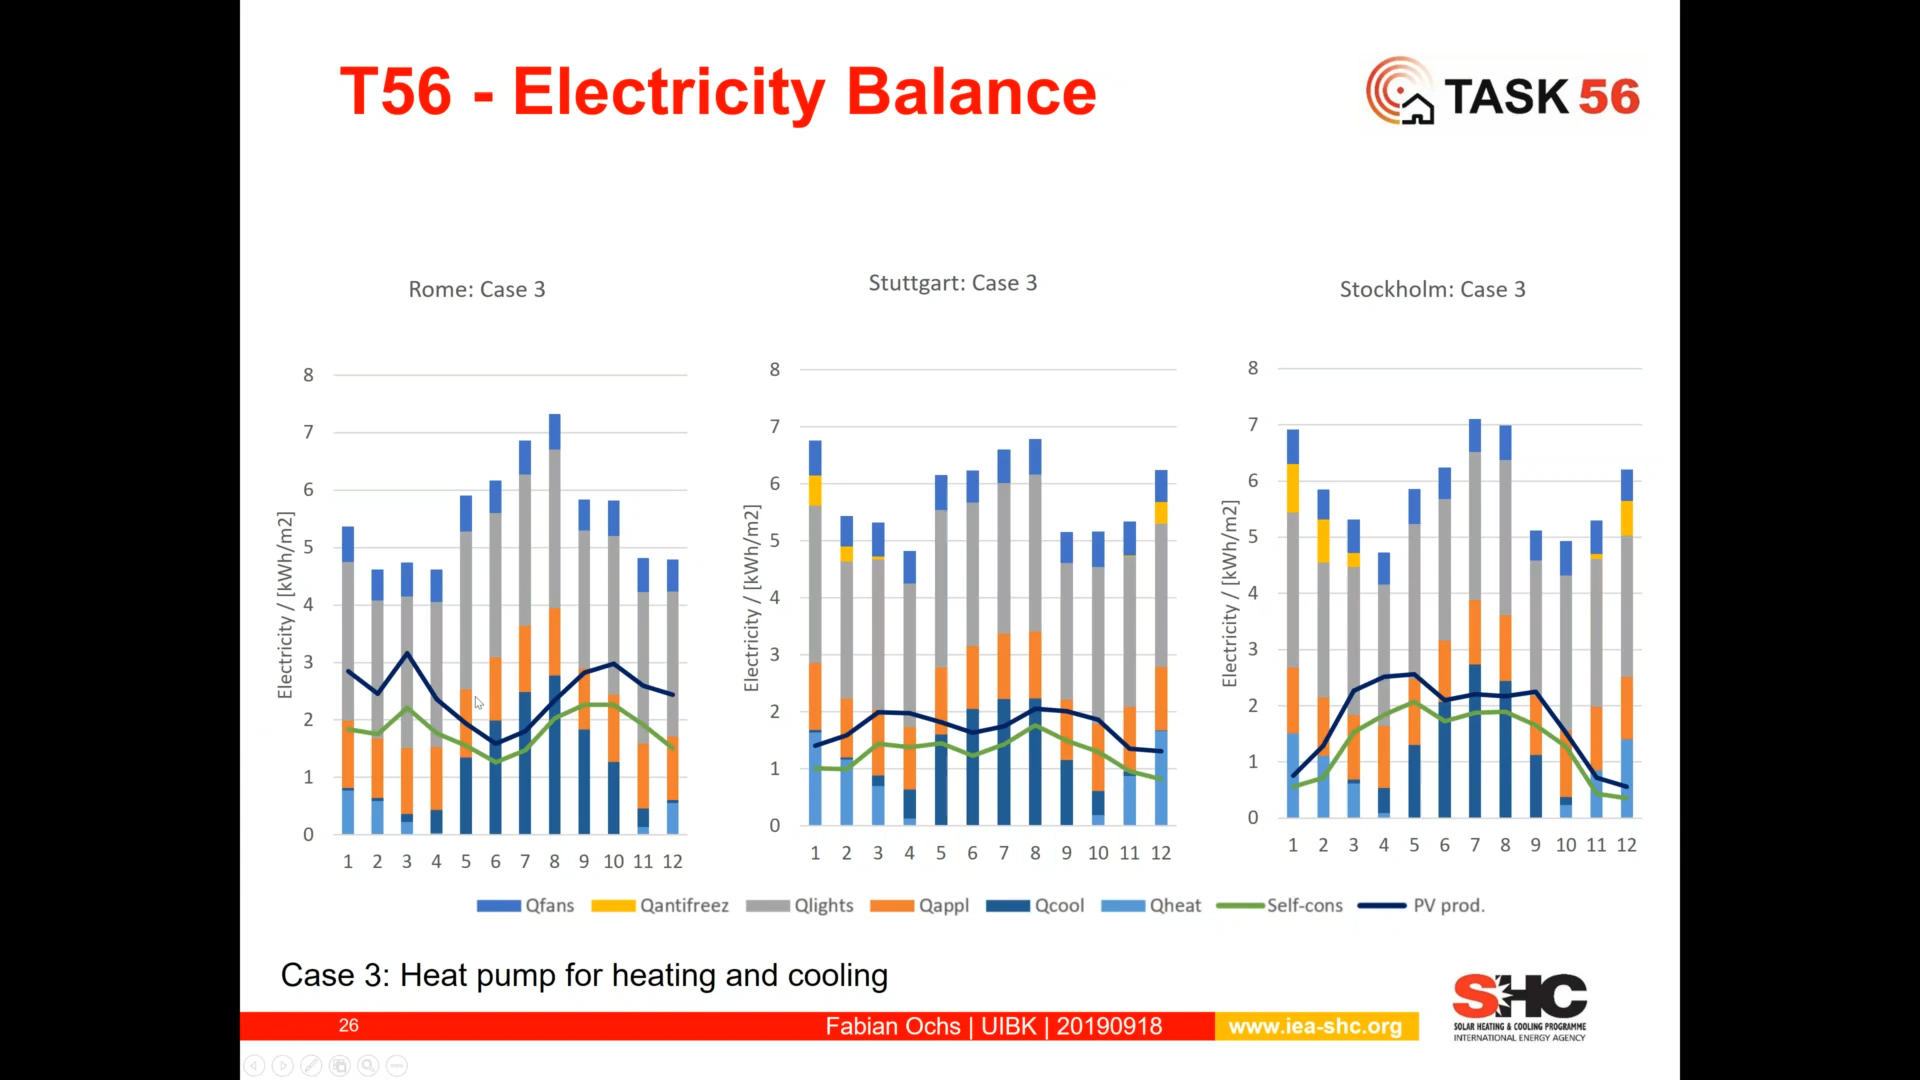 T56 - Electricity Balance
TASK 56
Rome: Case 3
Stuttgart: Case 3
Stockholm: Case 3
Electricity / [kWh/m2]
8
7
6
5
4
3
2
1
0
1 2 3 4 5 6 7 8 9 10 11 12
Electricity / [kWh/m2]
8
7
6
5
4
3
2
1
0
1 2 3 4 5 6 7 8 9 10 11 12
Electricity / [kWh/m2]
8
7
6
5
4
3
2
1
0
1 2 3 4 5 6 7 8 9 10 11 12
Qfans Qantifreez Qlights Qappl Qcool Qheat Self-cons PV prod.
Case 3: Heat pump for heating and cooling
SHC
SOLAR HEATING & COOLING PROGRAMME
INTERNATIONAL ENERGY AGENCY
26 Fabian Ochs | UIBK | 20190918 www.iea-shc.org